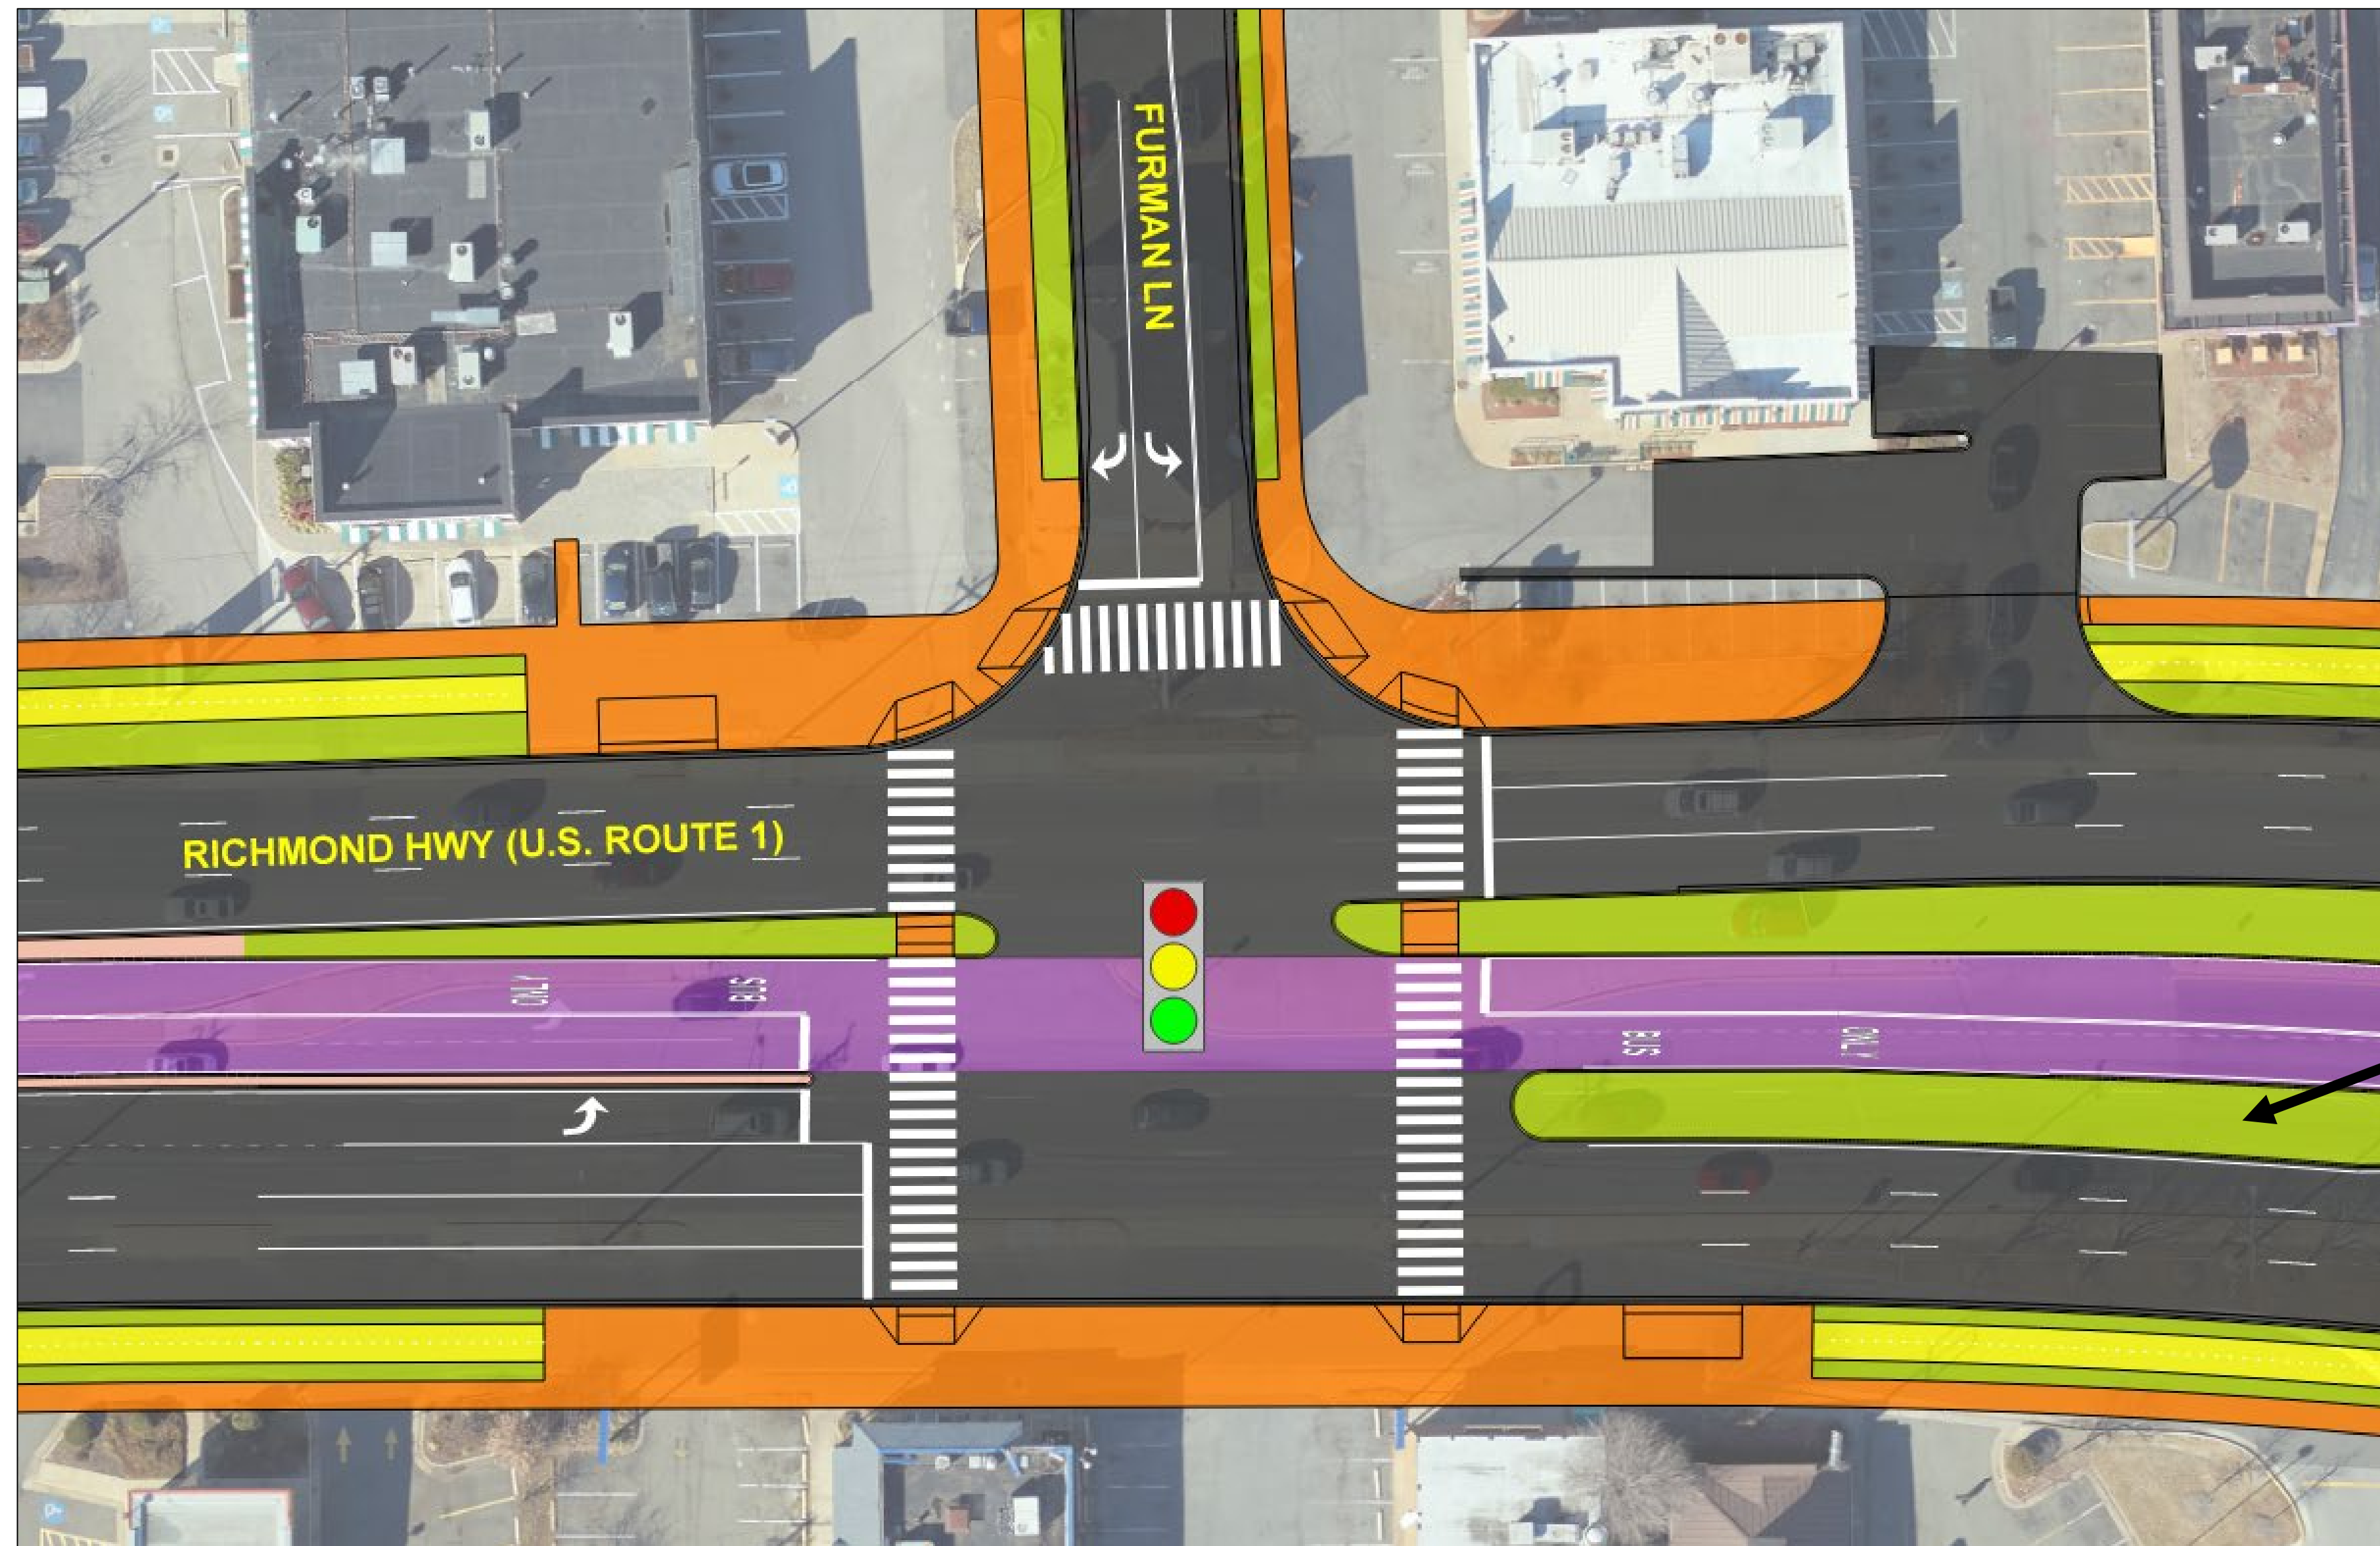 FURMAN LN
RICHMOND HWY (U.S. ROUTE 1)
ONLY
BUS
BUS
ONLY